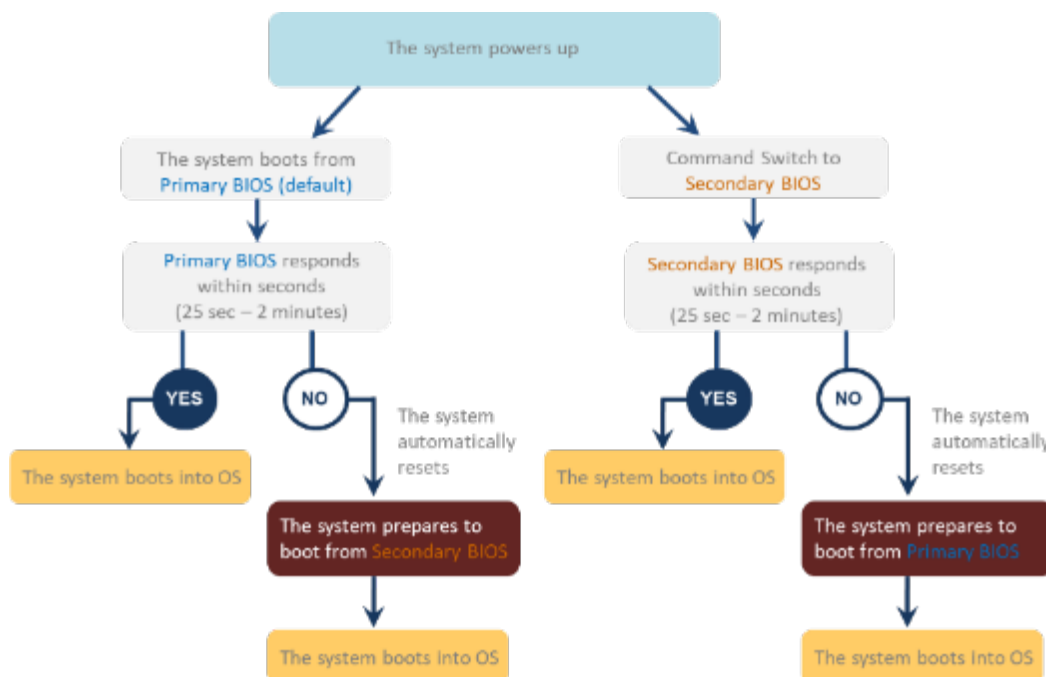 The system powers up
The system boots from
Primary BIOS (default)
Command Switch to
Secondary BIOS
Primary BIOS responds
within seconds
(25 sec – 2 minutes)
Secondary BIOS responds
within seconds
(25 sec – 2 minutes)
YES
NO
YES
NO
The system
automatically
resets
The system
automatically
resets
The system boots into OS
The system boots into OS
The system prepares to
boot from Secondary BIOS
The system prepares to
boot from Primary BIOS
The system boots into OS
The system boots into OS